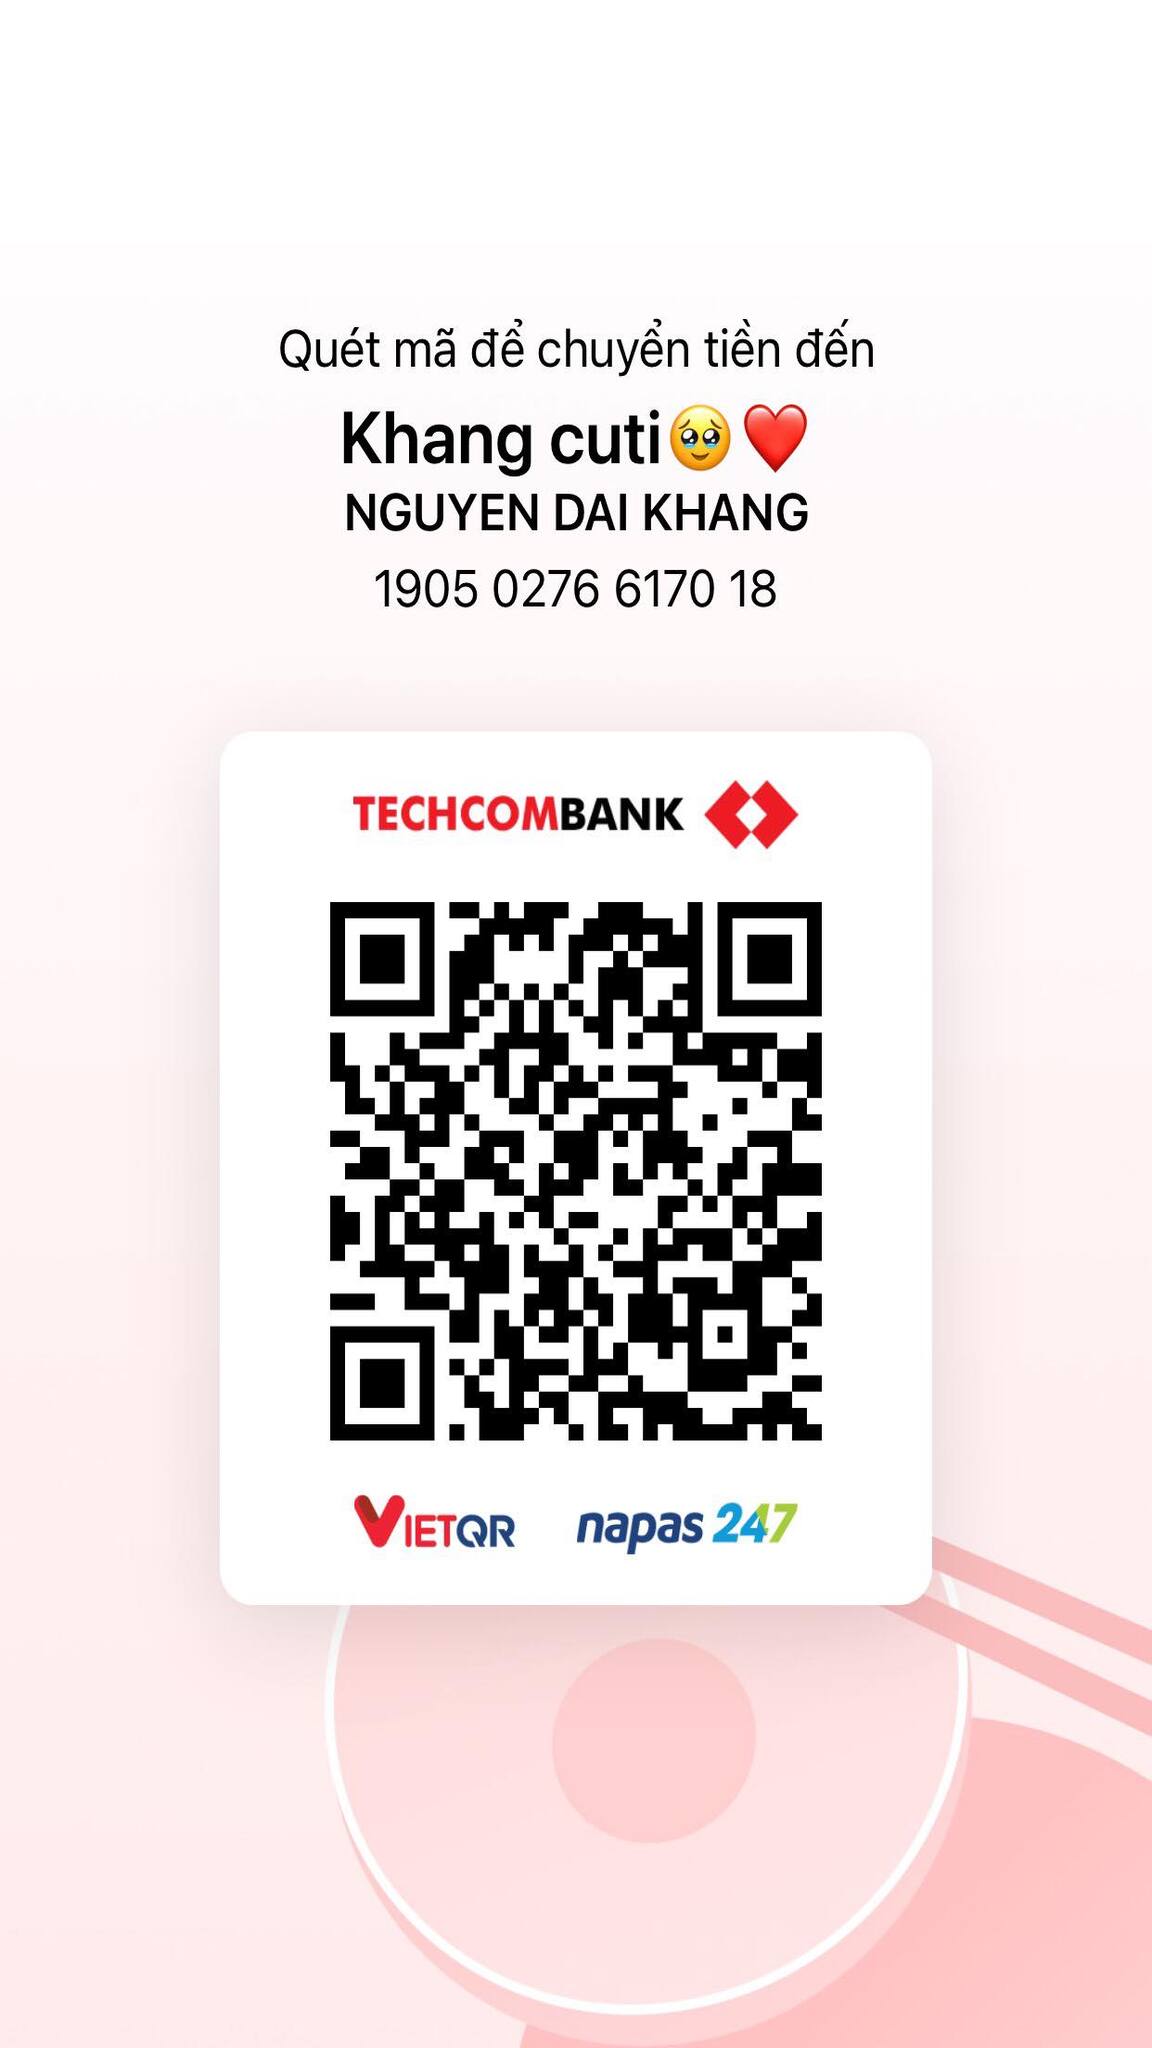 Quét mã để chuyển tiền đến
Khang cuti🥹❤️
NGUYEN DAI KHANG
1905 0276 6170 18
TECHCOMBANK
VIETQR napas 247